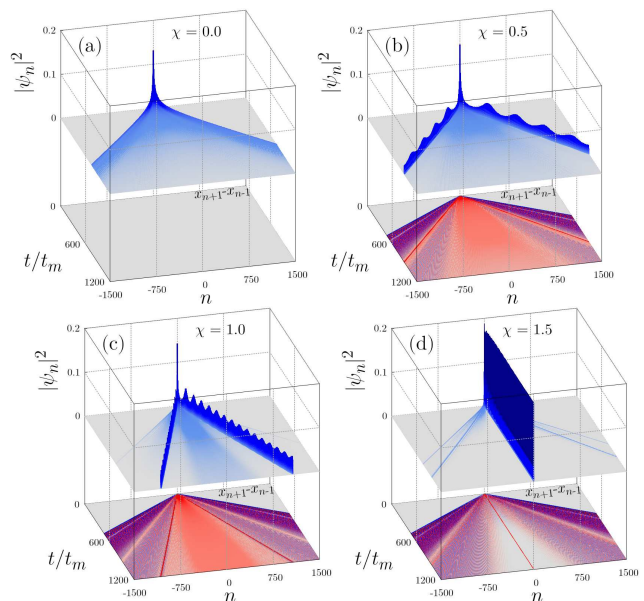 (a)
χ = 0.0
|ψn|²
0.2
0.1
0
xn+1-xn-1
0
600
1200
t/tm
-1500
-750
0
750
1500
n
(b)
χ = 0.5
|ψn|²
0.2
0.1
0
xn+1-xn-1
0
600
1200
t/tm
-1500
-750
0
750
1500
n
(c)
χ = 1.0
|ψn|²
0.2
0.1
0
xn+1-xn-1
0
600
1200
t/tm
-1500
-750
0
750
1500
n
(d)
χ = 1.5
|ψn|²
0.2
0.1
0
xn+1-xn-1
0
600
1200
t/tm
-1500
-750
0
750
1500
n